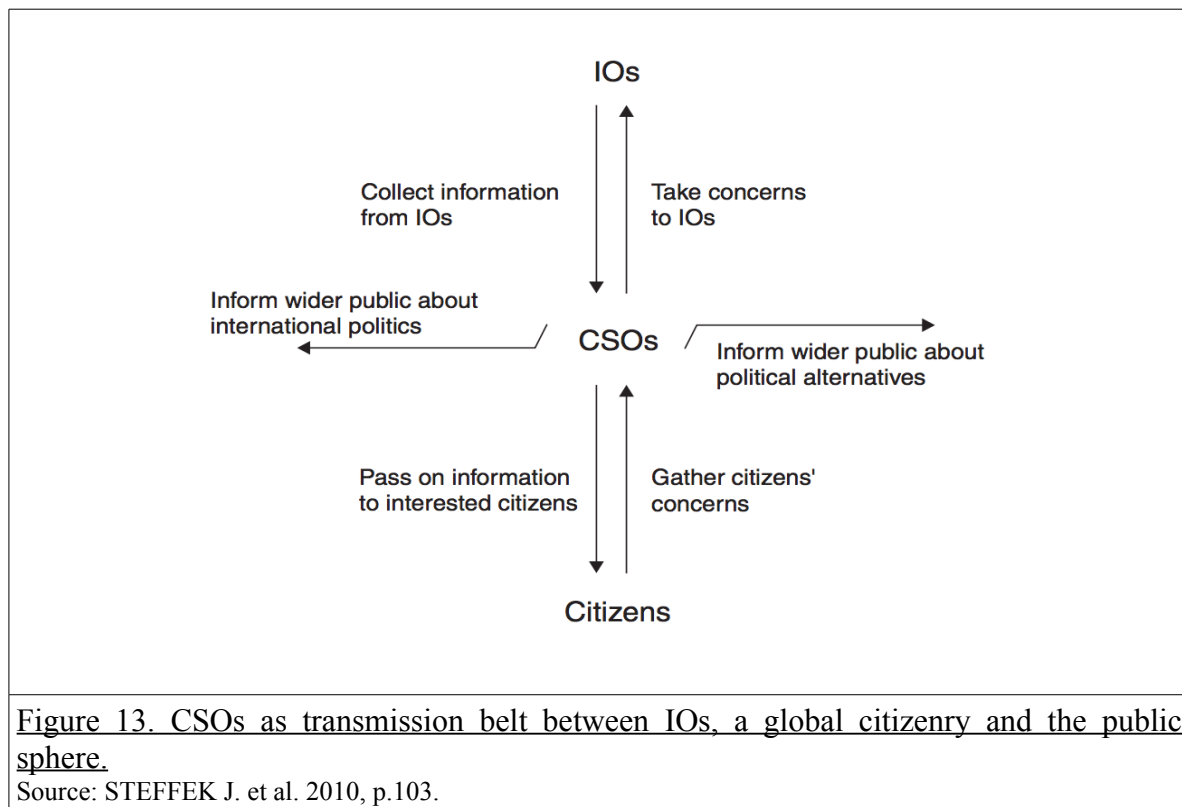 IOs
Collect information
from IOs
Take concerns
to IOs
Inform wider public about
international politics
CSOs
Inform wider public about
political alternatives
Pass on information
to interested citizens
Gather citizens'
concerns
Citizens
Figure 13. CSOs as transmission belt between IOs, a global citizenry and the public
sphere.
Source: STEFFEK J. et al. 2010, p.103.